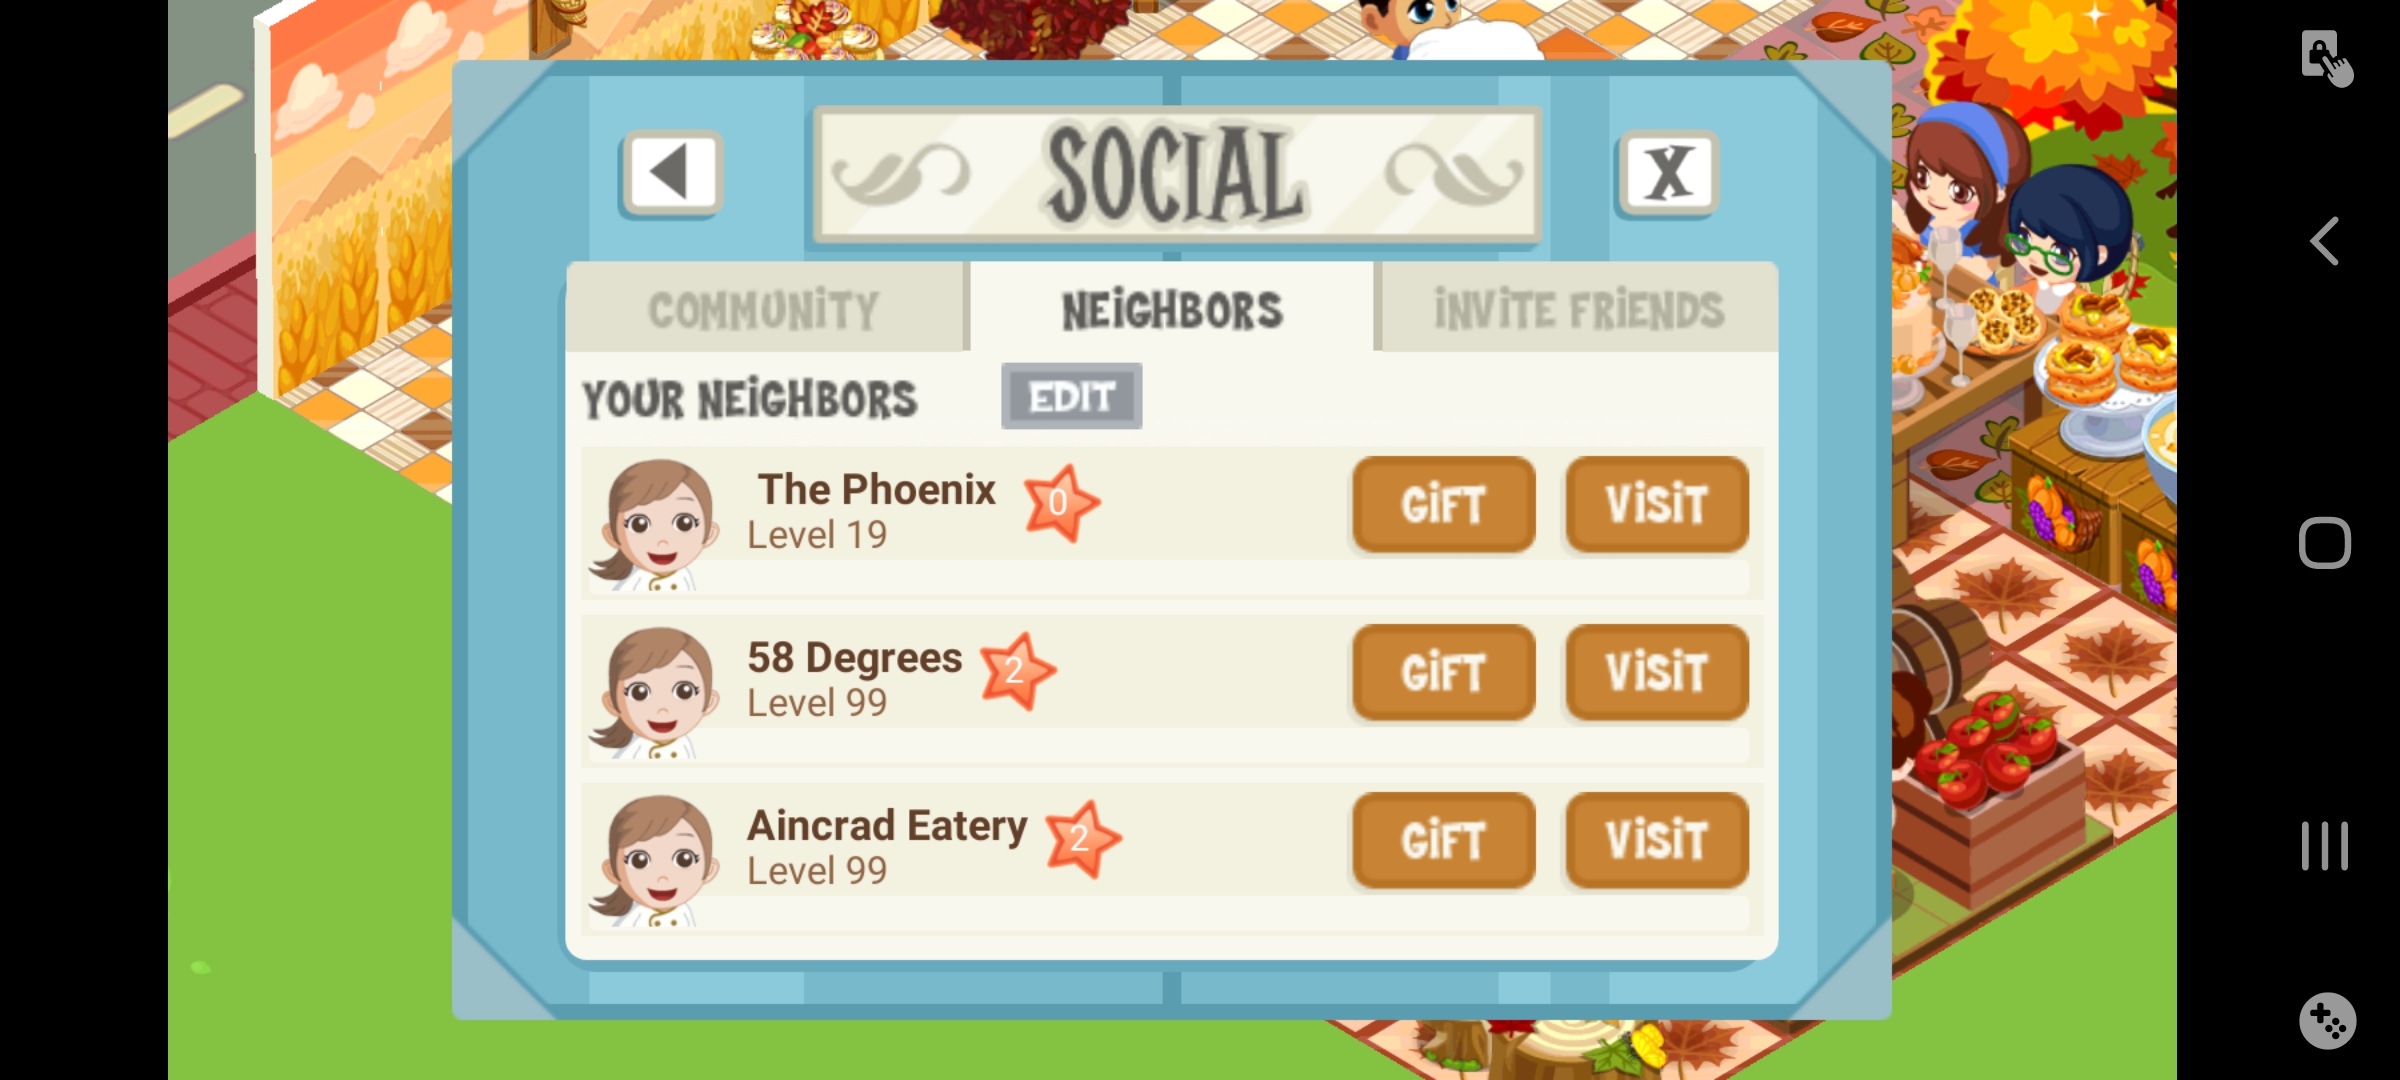 X
SOCIAL
COMMUNITY
NEIGHBORS
INVITE FRIENDS
YOUR NEIGHBORS
EDIT
The Phoenix
0
Level 19
GIFT
VISIT
58 Degrees
2
Level 99
GIFT
VISIT
Aincrad Eatery
2
Level 99
GIFT
VISIT